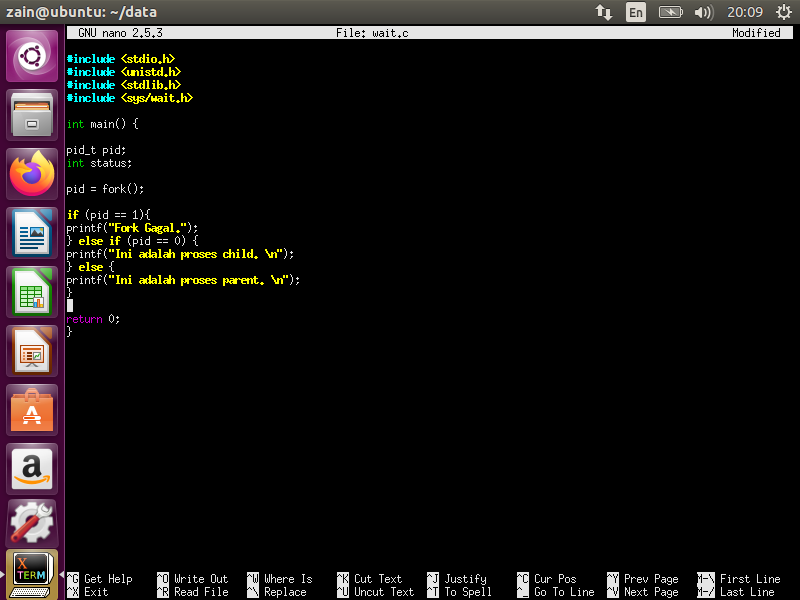 zain@ubuntu: ~/data
En
(2:09)
20:09
GNU nano 2.5.3 File: wait.c Modified
#include <stdio.h>
#include <unistd.h>
#include <stdlib.h>
#include <sys/wait.h>
int main() {
pid_t pid;
int status;
pid = fork();
if (pid == 1){
printf("Fork Gagal.");
} else if (pid == 0) {
printf("Ini adalah proses child. \n");
} else {
printf("Ini adalah proses parent. \n");
}
return 0;
}
^G Get Help ^O Write Out ^W Where Is ^K Cut Text ^J Justify ^C Cur Pos ^Y Prev Page M-\ First Line
^X Exit ^R Read File ^\ Replace ^U Uncut Text ^T To Spell ^_ Go To Line ^V Next Page M-/ Last Line
A
a
X
TERM